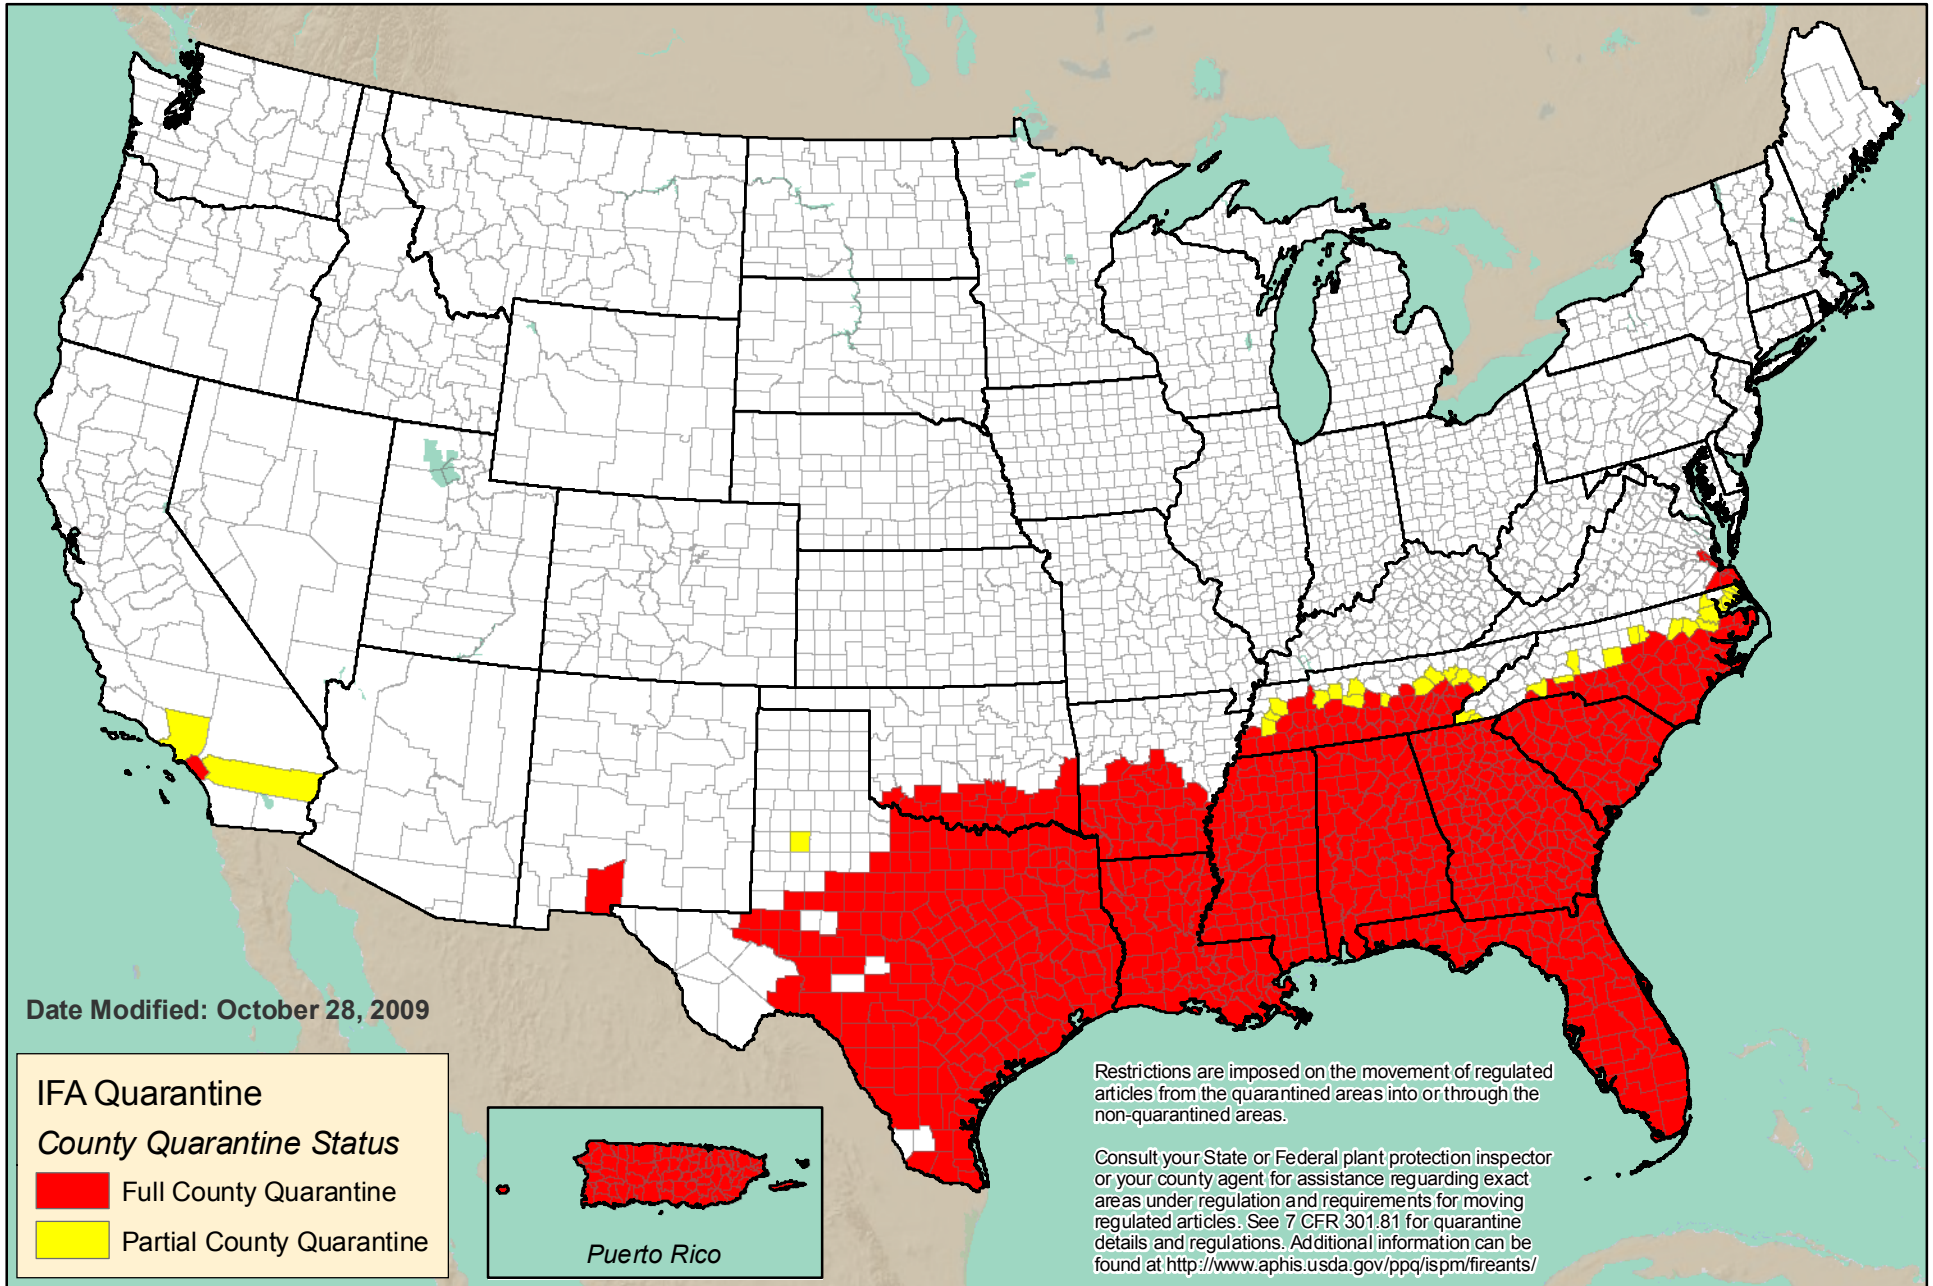 Date Modified: October 28, 2009
IFA Quarantine
County Quarantine Status
Full County Quarantine
Partial County Quarantine
Puerto Rico
Restrictions are imposed on the movement of regulated
articles from the quarantined areas into or through the
non-quarantined areas.
Consult your State or Federal plant protection inspector
or your county agent for assistance reguarding exact
areas under regulation and requirements for moving
regulated articles. See 7 CFR 301.81 for quarantine
details and regulations. Additional information can be
found at http://www.aphis.usda.gov/ppq/ispm/fireants/